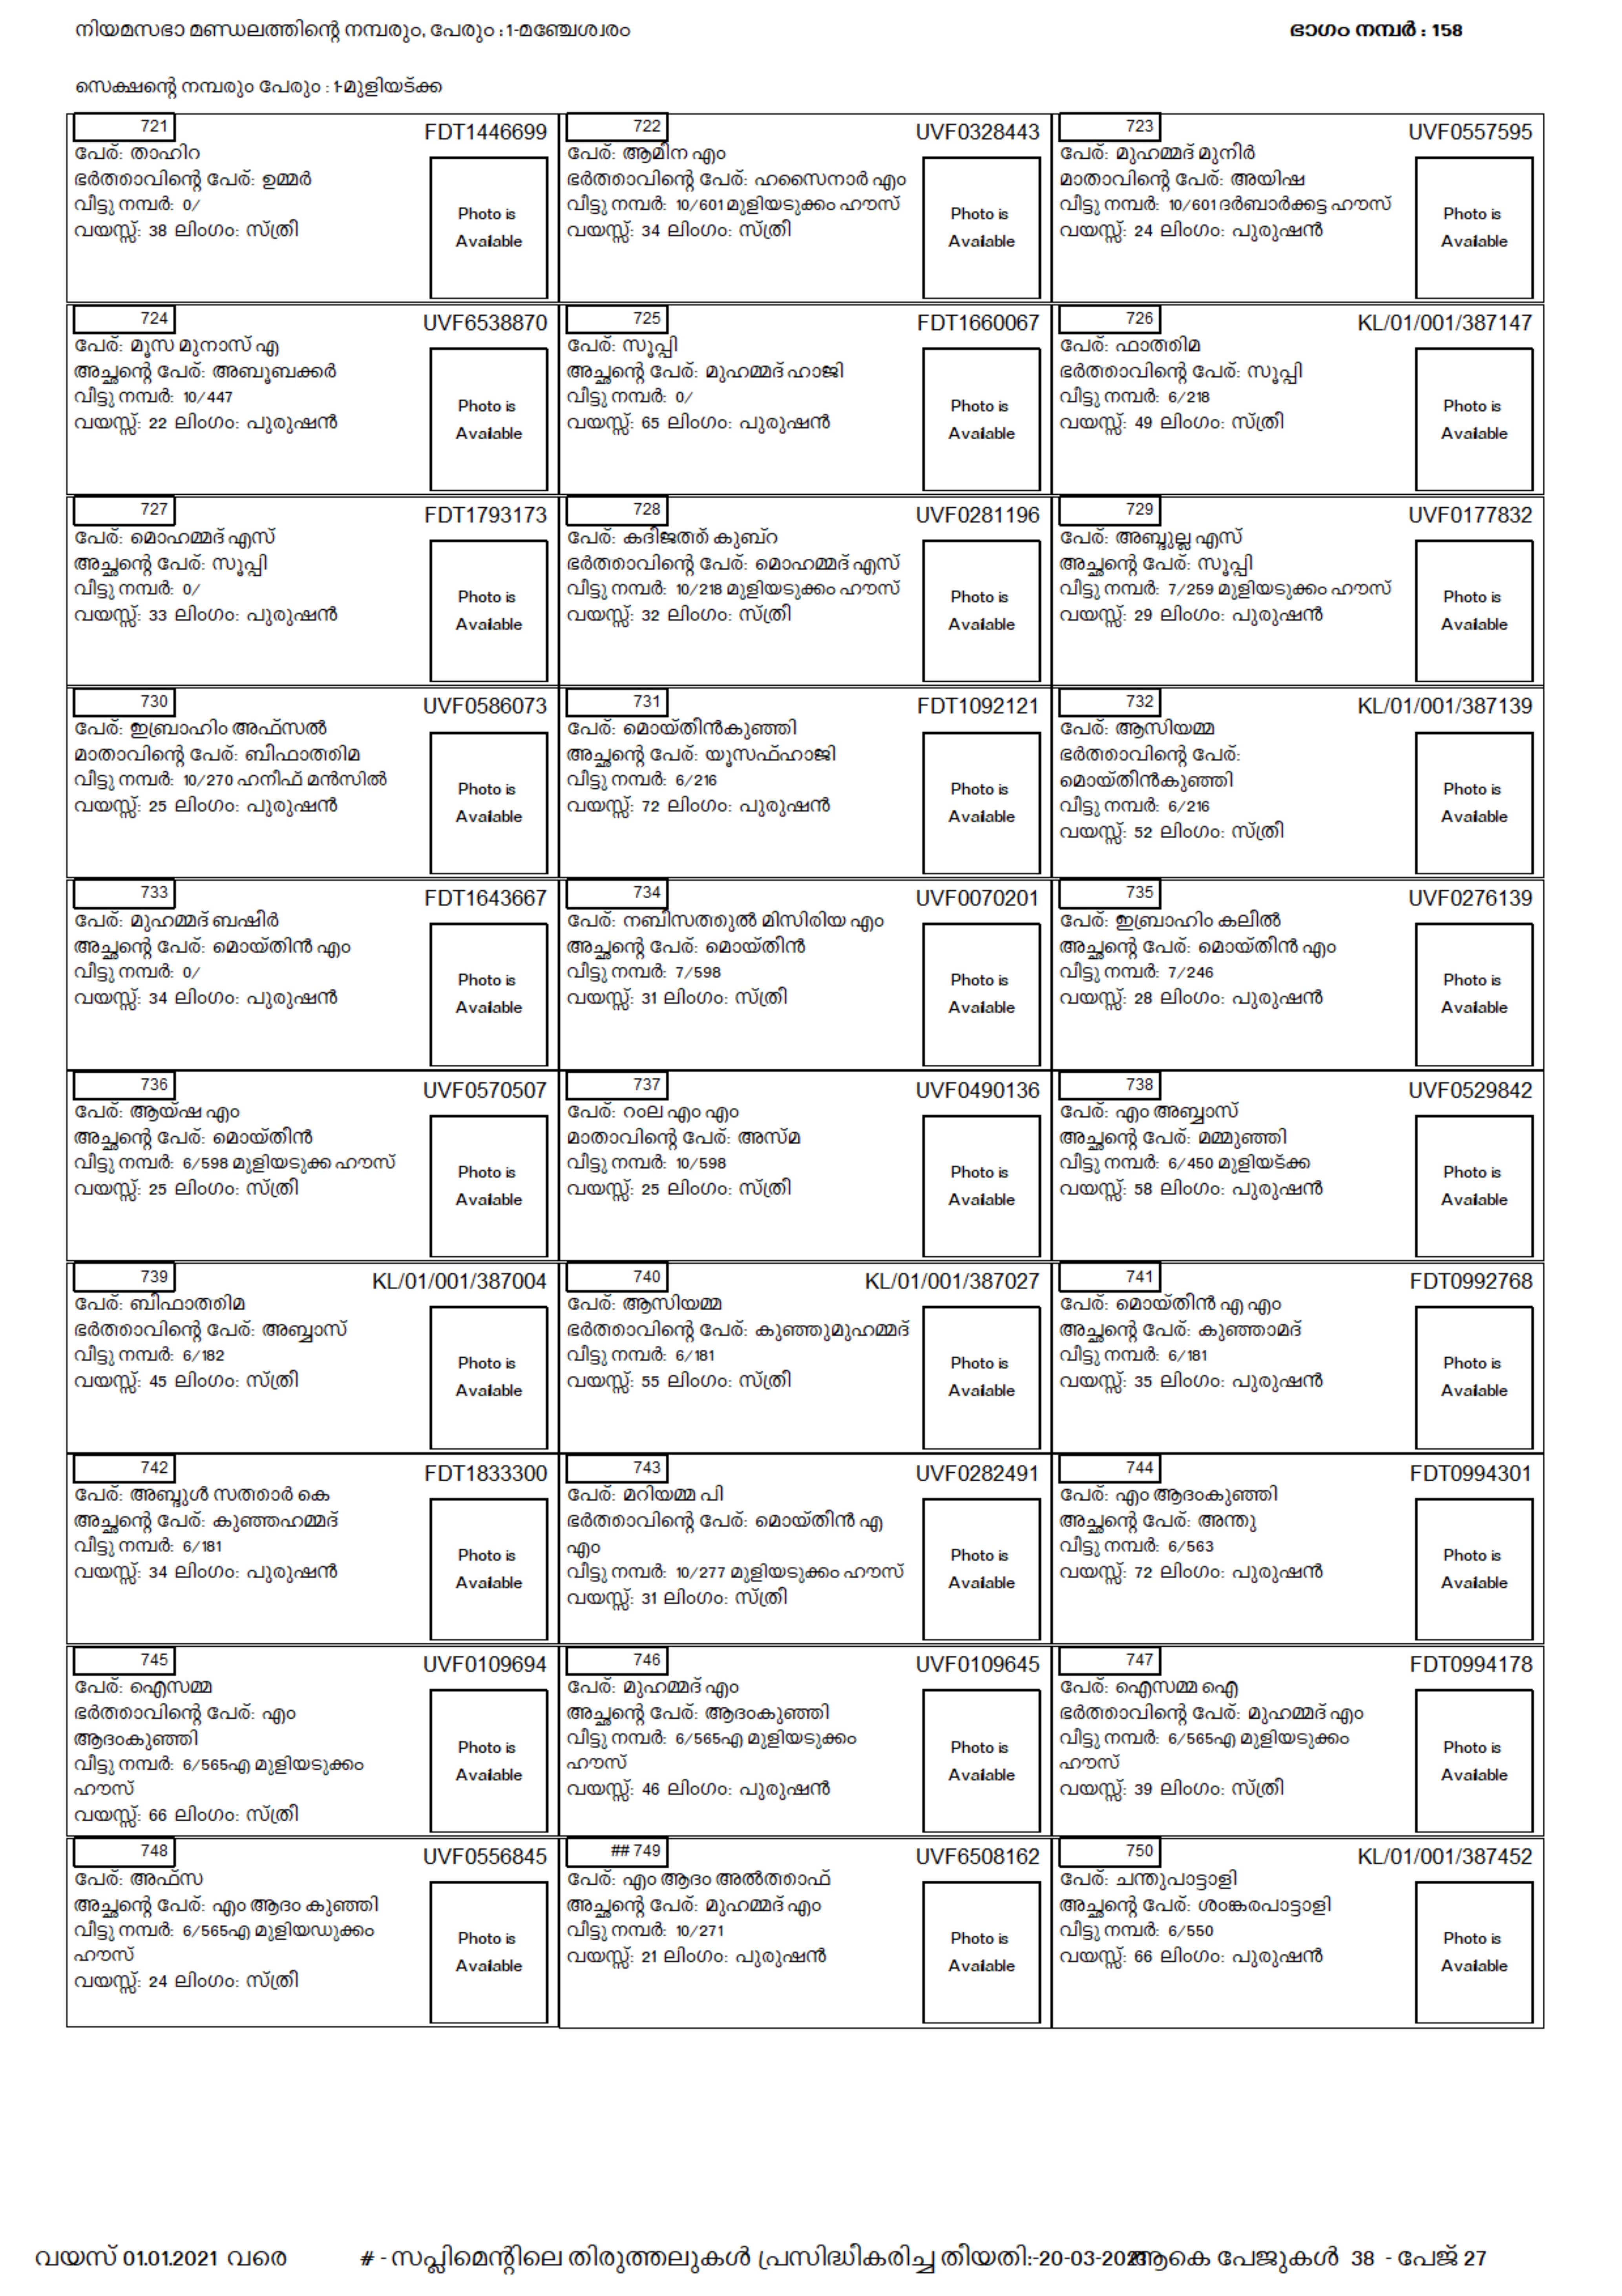 നിയമസഭാ മണ്ഡലത്തിന്റെ നമ്പരും, പേരും :1-മഞ്ചേശ്വരം
ഭാഗം നമ്പർ : 158
സെക്ഷന്റെ നമ്പരും പേരും : 1-മുളിയട്ക്ക
721
FDT1446699
പേര്: താഹിറ
ഭർത്താവിന്റെ പേര്: ഉമ്മർ
വീട്ടു നമ്പർ: 0/
വയസ്സ്: 38 ലിംഗം: സ്ത്രീ
Photo is
Available
722
UVF0328443
പേര്: ആമിന എം
ഭർത്താവിന്റെ പേര്: ഹസൈനാർ എം
വീട്ടു നമ്പർ: 10/601 മുളിയടുക്കം ഹൗസ്
വയസ്സ്: 34 ലിംഗം: സ്ത്രീ
Photo is
Available
723
UVF0557595
പേര്: മുഹമ്മദ് മുനിർ
മാതാവിന്റെ പേര്: അയിഷ
വീട്ടു നമ്പർ: 10/601 ദർബാർക്കട്ട ഹൗസ്
വയസ്സ്: 24 ലിംഗം: പുരുഷൻ
Photo is
Available
724
UVF6538870
പേര്: മൂസ മുനാസ് എ
അച്ഛന്റെ പേര്: അബൂബക്കർ
വീട്ടു നമ്പർ: 10/447
വയസ്സ്: 22 ലിംഗം: പുരുഷൻ
Photo is
Available
725
FDT1660067
പേര്: സൂപ്പി
അച്ഛന്റെ പേര്: മുഹമ്മദ് ഹാജി
വീട്ടു നമ്പർ: 0/
വയസ്സ്: 65 ലിംഗം: പുരുഷൻ
Photo is
Available
726
KL/01/001/387147
പേര്: ഫാത്തിമ
ഭർത്താവിന്റെ പേര്: സൂപ്പി
വീട്ടു നമ്പർ: 6/218
വയസ്സ്: 49 ലിംഗം: സ്ത്രീ
Photo is
Available
727
FDT1793173
പേര്: മൊഹമ്മദ് എസ്
അച്ഛന്റെ പേര്: സൂപ്പി
വീട്ടു നമ്പർ: 0/
വയസ്സ്: 33 ലിംഗം: പുരുഷൻ
Photo is
Available
728
UVF0281196
പേര്: കദീജത്ത് കുബ്റ
ഭർത്താവിന്റെ പേര്: മൊഹമ്മദ് എസ്
വീട്ടു നമ്പർ: 10/218 മുളിയടുക്കം ഹൗസ്
വയസ്സ്: 32 ലിംഗം: സ്ത്രീ
Photo is
Available
729
UVF0177832
പേര്: അബ്ദുല്ല എസ്
അച്ഛന്റെ പേര്: സൂപ്പി
വീട്ടു നമ്പർ: 7/259 മുളിയടുക്കം ഹൗസ്
വയസ്സ്: 29 ലിംഗം: പുരുഷൻ
Photo is
Available
730
UVF0586073
പേര്: ഇബ്രാഹിം അഫ്സൽ
മാതാവിന്റെ പേര്: ബീഫാത്തിമ
വീട്ടു നമ്പർ: 10/270 ഹനീഫ് മൻസിൽ
വയസ്സ്: 25 ലിംഗം: പുരുഷൻ
Photo is
Available
731
FDT1092121
പേര്: മൊയ്തീൻകുഞ്ഞി
അച്ഛന്റെ പേര്: യൂസഫ്ഹാജി
വീട്ടു നമ്പർ: 6/216
വയസ്സ്: 72 ലിംഗം: പുരുഷൻ
Photo is
Available
732
KL/01/001/387139
പേര്: ആസിയമ്മ
ഭർത്താവിന്റെ പേര്:
മൊയ്തീൻകുഞ്ഞി
വീട്ടു നമ്പർ: 6/216
വയസ്സ്: 52 ലിംഗം: സ്ത്രീ
Photo is
Available
733
FDT1643667
പേര്: മുഹമ്മദ് ബഷീർ
അച്ഛന്റെ പേര്: മൊയ്തീൻ എം
വീട്ടു നമ്പർ: 0/
വയസ്സ്: 34 ലിംഗം: പുരുഷൻ
Photo is
Available
734
UVF0070201
പേര്: നബീസത്തുൽ മിസിരിയ എം
അച്ഛന്റെ പേര്: മൊയ്തീൻ
വീട്ടു നമ്പർ: 7/598
വയസ്സ്: 31 ലിംഗം: സ്ത്രീ
Photo is
Available
735
UVF0276139
പേര്: ഇബ്രാഹിം കലീൽ
അച്ഛന്റെ പേര്: മൊയ്തീൻ എം
വീട്ടു നമ്പർ: 7/246
വയസ്സ്: 28 ലിംഗം: പുരുഷൻ
Photo is
Available
736
UVF0570507
പേര്: ആയ്ഷ എം
അച്ഛന്റെ പേര്: മൊയ്തീൻ
വീട്ടു നമ്പർ: 6/598 മുളിയടുക്ക ഹൗസ്
വയസ്സ്: 25 ലിംഗം: സ്ത്രീ
Photo is
Available
737
UVF0490136
പേര്: റംല എം എം
മാതാവിന്റെ പേര്: അസ്മ
വീട്ടു നമ്പർ: 10/598
വയസ്സ്: 25 ലിംഗം: സ്ത്രീ
Photo is
Available
738
UVF0529842
പേര്: എം അബ്ബാസ്
അച്ഛന്റെ പേര്: മമ്മുഞ്ഞി
വീട്ടു നമ്പർ: 6/450 മുളിയട്ക്ക
വയസ്സ്: 58 ലിംഗം: പുരുഷൻ
Photo is
Available
739
KL/01/001/387004
പേര്: ബീഫാത്തിമ
ഭർത്താവിന്റെ പേര്: അബ്ബാസ്
വീട്ടു നമ്പർ: 6/182
വയസ്സ്: 45 ലിംഗം: സ്ത്രീ
Photo is
Available
740
KL/01/001/387027
പേര്: ആസിയമ്മ
ഭർത്താവിന്റെ പേര്: കുഞ്ഞുമുഹമ്മദ്
വീട്ടു നമ്പർ: 6/181
വയസ്സ്: 55 ലിംഗം: സ്ത്രീ
Photo is
Available
741
FDT0992768
പേര്: മൊയ്തീൻ എ എം
അച്ഛന്റെ പേര്: കുഞ്ഞാമദ്
വീട്ടു നമ്പർ: 6/181
വയസ്സ്: 35 ലിംഗം: പുരുഷൻ
Photo is
Available
742
FDT1833300
പേര്: അബ്ദുൾ സത്താർ കെ
അച്ഛന്റെ പേര്: കുഞ്ഞഹമ്മദ്
വീട്ടു നമ്പർ: 6/181
വയസ്സ്: 34 ലിംഗം: പുരുഷൻ
Photo is
Available
743
UVF0282491
പേര്: മറിയമ്മ പി
ഭർത്താവിന്റെ പേര്: മൊയ്തീൻ എ
എം
വീട്ടു നമ്പർ: 10/277 മുളിയടുക്കം ഹൗസ്
വയസ്സ്: 31 ലിംഗം: സ്ത്രീ
Photo is
Available
744
FDT0994301
പേര്: എം ആദംകുഞ്ഞി
അച്ഛന്റെ പേര്: അന്തു
വീട്ടു നമ്പർ: 6/563
വയസ്സ്: 72 ലിംഗം: പുരുഷൻ
Photo is
Available
745
UVF0109694
പേര്: ഐസമ്മ
ഭർത്താവിന്റെ പേര്: എം
ആദംകുഞ്ഞി
വീട്ടു നമ്പർ: 6/565എ മുളിയടുക്കം
ഹൗസ്
വയസ്സ്: 66 ലിംഗം: സ്ത്രീ
Photo is
Available
746
UVF0109645
പേര്: മുഹമ്മദ് എം
അച്ഛന്റെ പേര്: ആദംകുഞ്ഞി
വീട്ടു നമ്പർ: 6/565എ മുളിയടുക്കം
ഹൗസ്
വയസ്സ്: 46 ലിംഗം: പുരുഷൻ
Photo is
Available
747
FDT0994178
പേര്: ഐസമ്മ ഐ
ഭർത്താവിന്റെ പേര്: മുഹമ്മദ് എം
വീട്ടു നമ്പർ: 6/565എ മുളിയടുക്കം
ഹൗസ്
വയസ്സ്: 39 ലിംഗം: സ്ത്രീ
Photo is
Available
748
UVF0556845
പേര്: അഫ്സ
അച്ഛന്റെ പേര്: എം ആദം കുഞ്ഞി
വീട്ടു നമ്പർ: 6/565എ മുളിയഡുക്കം
ഹൗസ്
വയസ്സ്: 24 ലിംഗം: സ്ത്രീ
Photo is
Available
## 749
UVF6508162
പേര്: എം ആദം അൽത്താഫ്
അച്ഛന്റെ പേര്: മുഹമ്മദ് എം
വീട്ടു നമ്പർ: 10/271
വയസ്സ്: 21 ലിംഗം: പുരുഷൻ
Photo is
Available
750
KL/01/001/387452
പേര്: ചന്തുപാട്ടാളി
അച്ഛന്റെ പേര്: ശംങ്കരപാട്ടാളി
വീട്ടു നമ്പർ: 6/550
വയസ്സ്: 66 ലിംഗം: പുരുഷൻ
Photo is
Available
വയസ് 01.01.2021 വരെ
# - സപ്ലിമെന്റിലെ തിരുത്തലുകൾ പ്രസിദ്ധീകരിച്ച തീയതി:-20-03-2021
ആകെ പേജുകൾ 38 - പേജ് 27